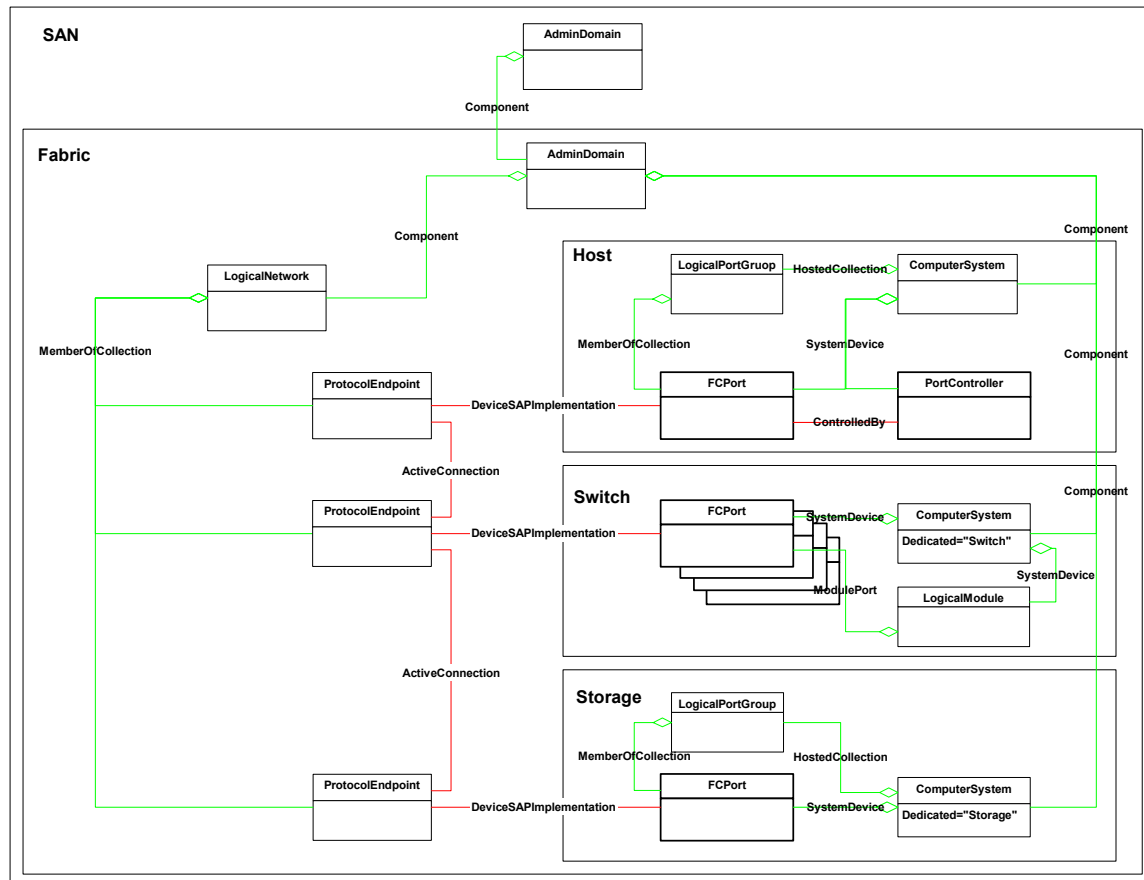 SAN
AdminDomain
Component
Fabric
AdminDomain
Component
Component
Host
LogicalNetwork
LogicalPortGruop
HostedCollection
ComputerSystem
MemberOfCollection
MemberOfCollection
SystemDevice
Component
ProtocolEndpoint
DeviceSAPImplementation
FCPort
PortController
ControlledBy
ActiveConnection
Switch
Component
ProtocolEndpoint
DeviceSAPImplementation
FCPort
SystemDevice
ComputerSystem
Dedicated="Switch"
SystemDevice
ModulePort
LogicalModule
ActiveConnection
Storage
LogicalPortGroup
MemberOfCollection
HostedCollection
ProtocolEndpoint
DeviceSAPImplementation
FCPort
SystemDevice
ComputerSystem
Dedicated="Storage"